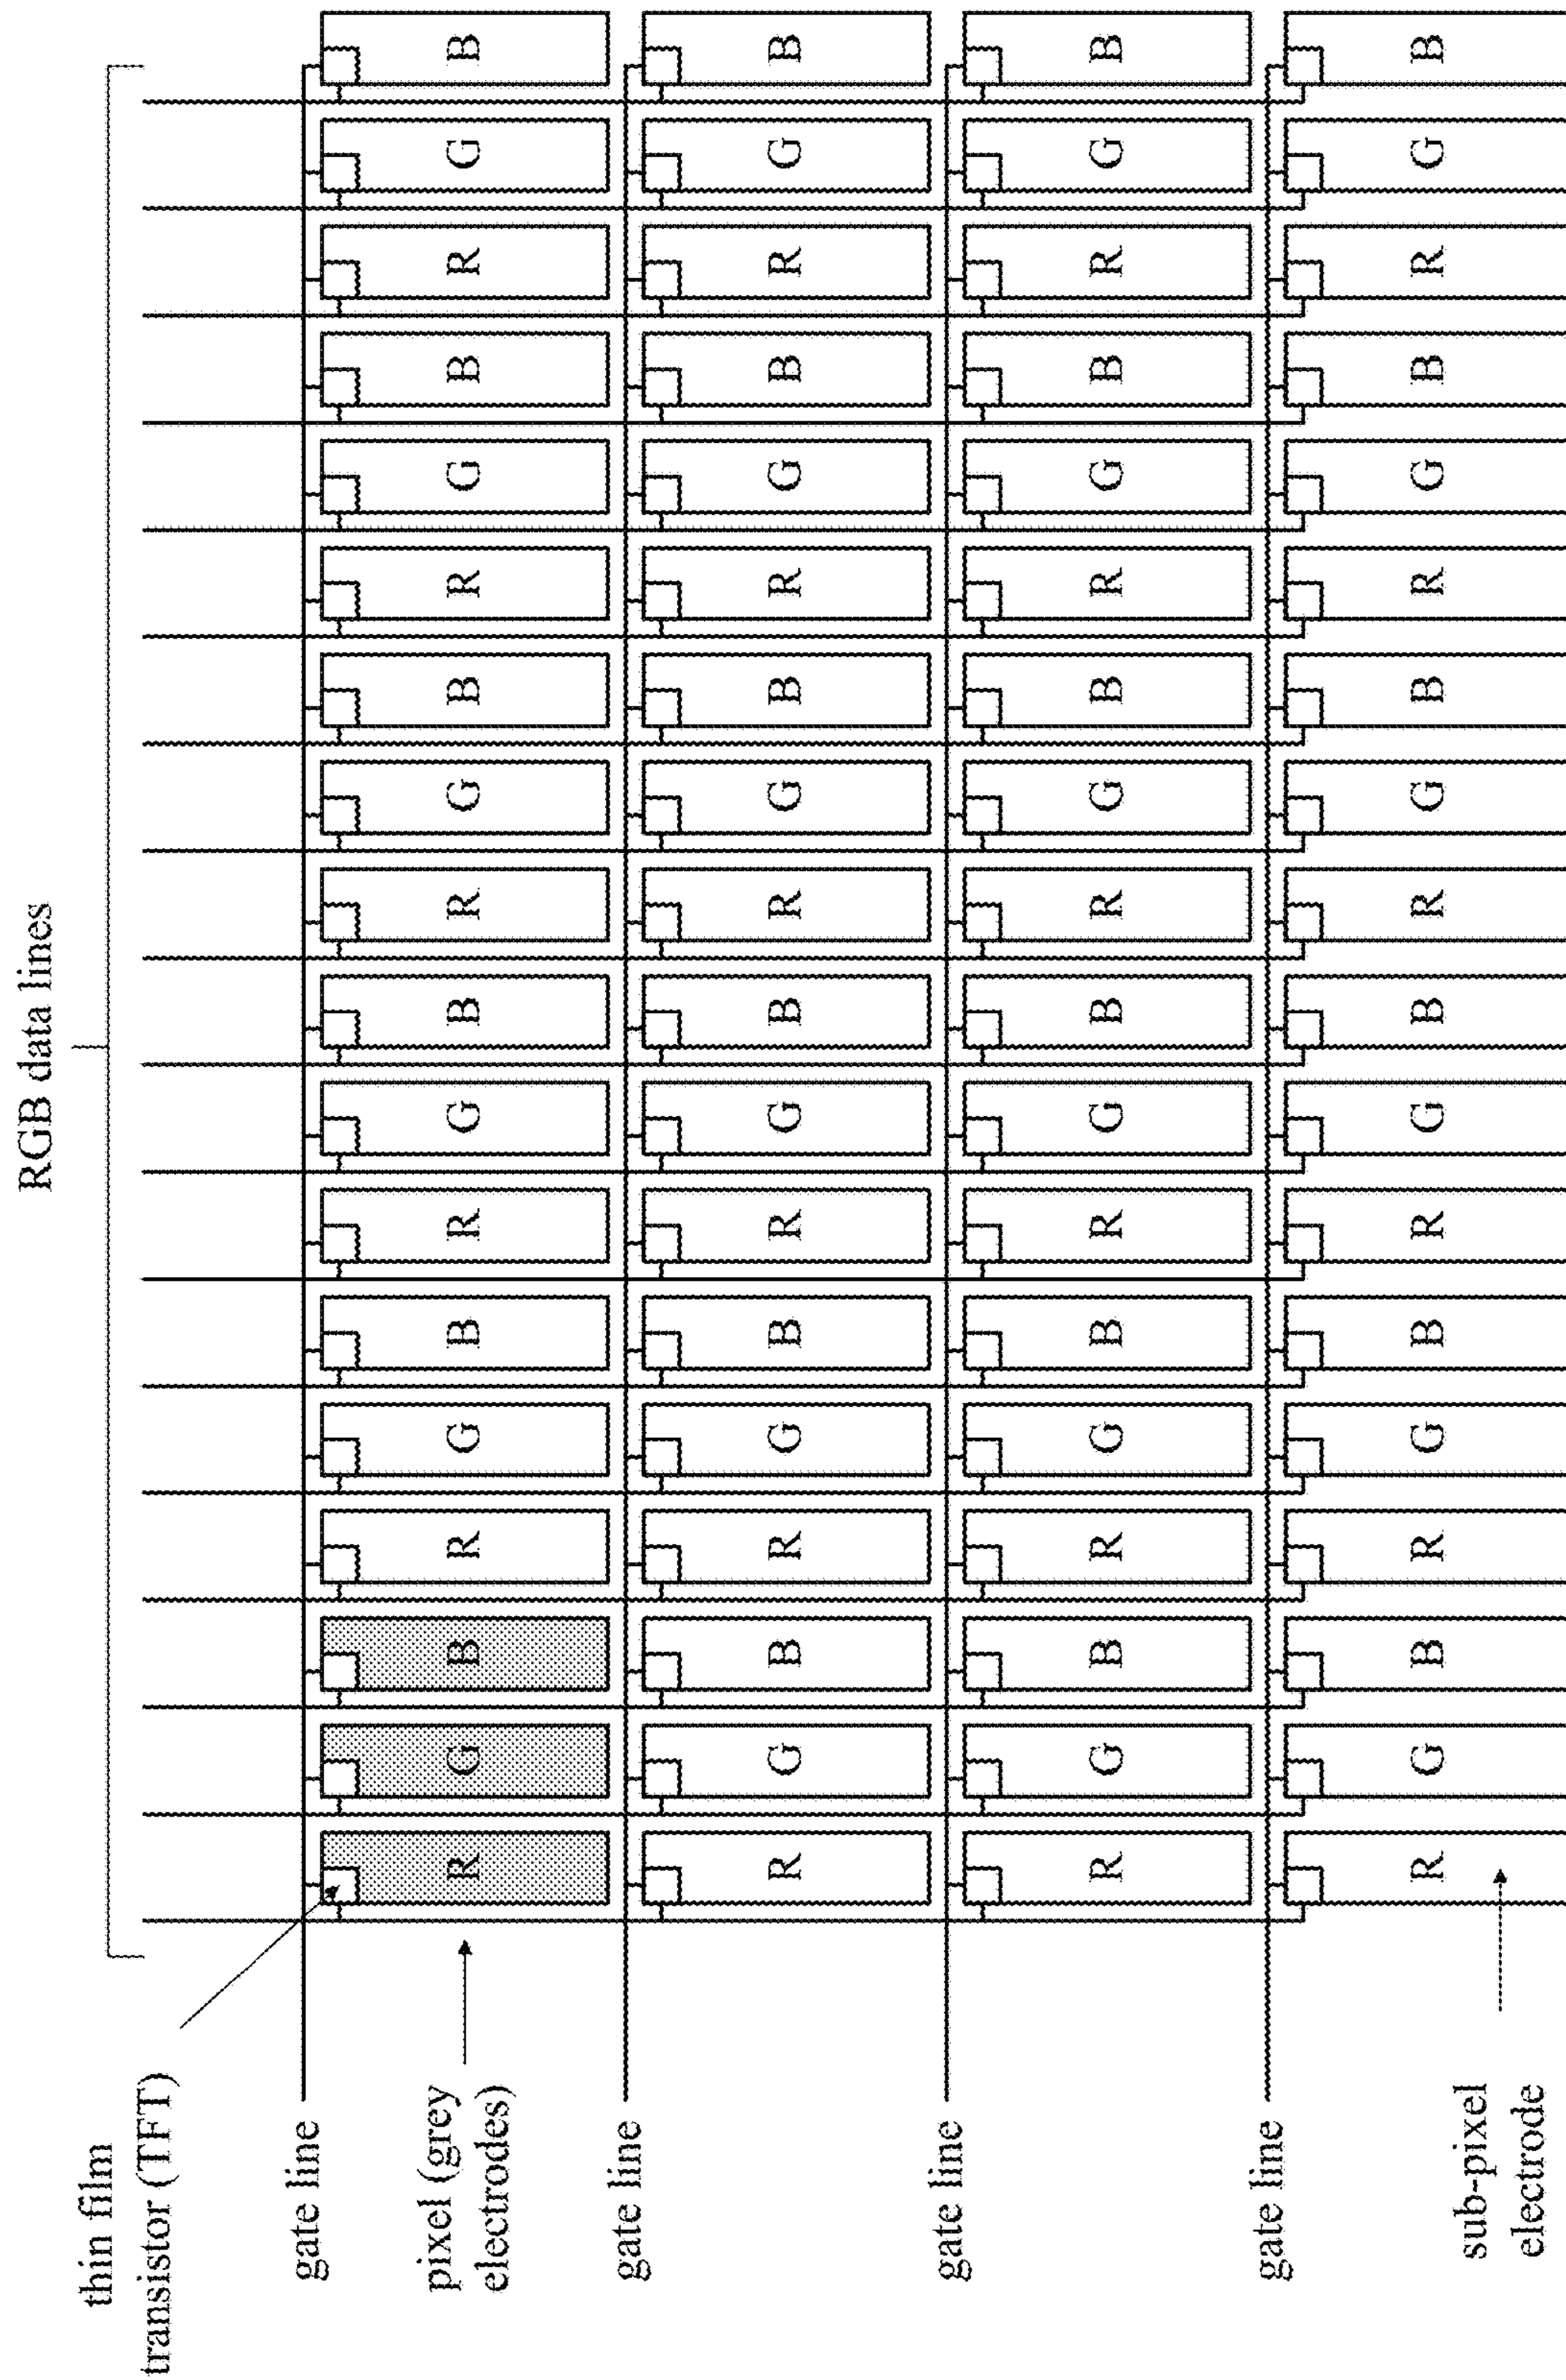 RGB data lines
thin film
transistor (TFT)
gate line
pixel (grey
electrodes)
R G B R G B R G B R G B R G B R G B
gate line
R G B R G B R G B R G B R G B R G B
gate line
R G B R G B R G B R G B R G B R G B
gate line
R G B R G B R G B R G B R G B R G B
sub-pixel
electrode